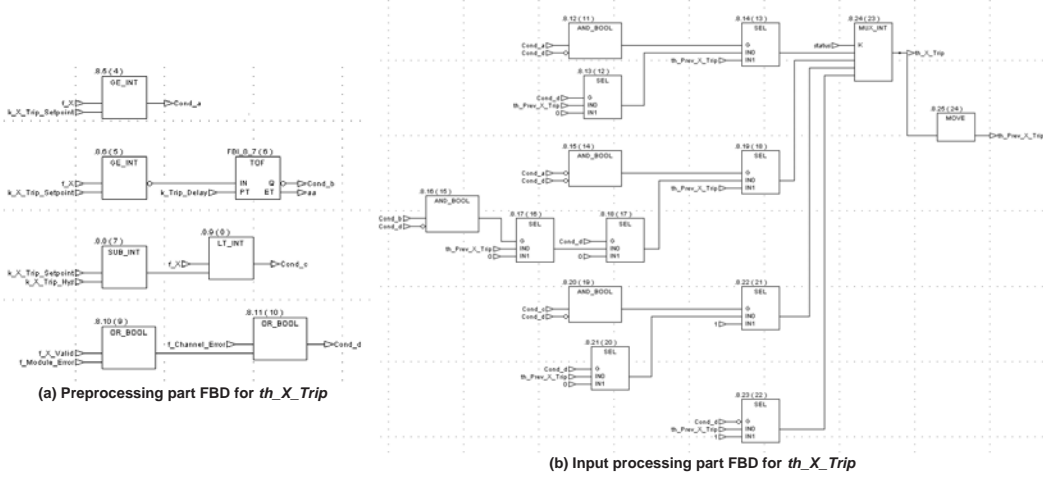 .8.5 (4)
GE_INT
f_X
k_X_Trip_Setpoint
Cond_a
.8.6 (5)
GE_INT
f_X
k_X_Trip_Setpoint
FBI_0_7 (6)
TOF
IN Q
PT ET
k_Trip_Delay
Cond_b
aa
SUB_INT
k_X_Trip_Setpoint
k_X_Trip_Hys
LT_INT
f_X
Cond_c
.8.10 (9)
OR_BOOL
f_X_Valid
f_Module_Error
.8.11 (10)
OR_BOOL
f_Channel_Error
Cond_d
(a) Preprocessing part FBD for th_X_Trip
.8.12 (11)
AND_BOOL
Cond_a
Cond_d
.8.13 (12)
SEL
Cond_d
G
th_Prev_X_Trip
IN0
0
IN1
.8.14 (13)
SEL
G
IN0
th_Prev_X_Trip
IN1
.8.15 (14)
AND_BOOL
Cond_a
Cond_d
.8.16 (15)
AND_BOOL
Cond_b
Cond_d
.8.17 (16)
SEL
G
th_Prev_X_Trip
IN0
0
IN1
.8.18 (17)
SEL
Cond_d
G
IN0
0
IN1
.8.19 (18)
SEL
G
IN0
th_Prev_X_Trip
IN1
.8.20 (19)
AND_BOOL
Cond_c
Cond_d
.8.21 (20)
SEL
Cond_d
G
th_Prev_X_Trip
IN0
0
IN1
.8.22 (21)
SEL
G
IN0
1
IN1
.8.23 (22)
SEL
Cond_d
G
th_Prev_X_Trip
IN0
1
IN1
.8.24 (23)
MUX_INT
status
K
th_X_Trip
.8.25 (24)
MOVE
th_Prev_X_Trip
(b) Input processing part FBD for th_X_Trip